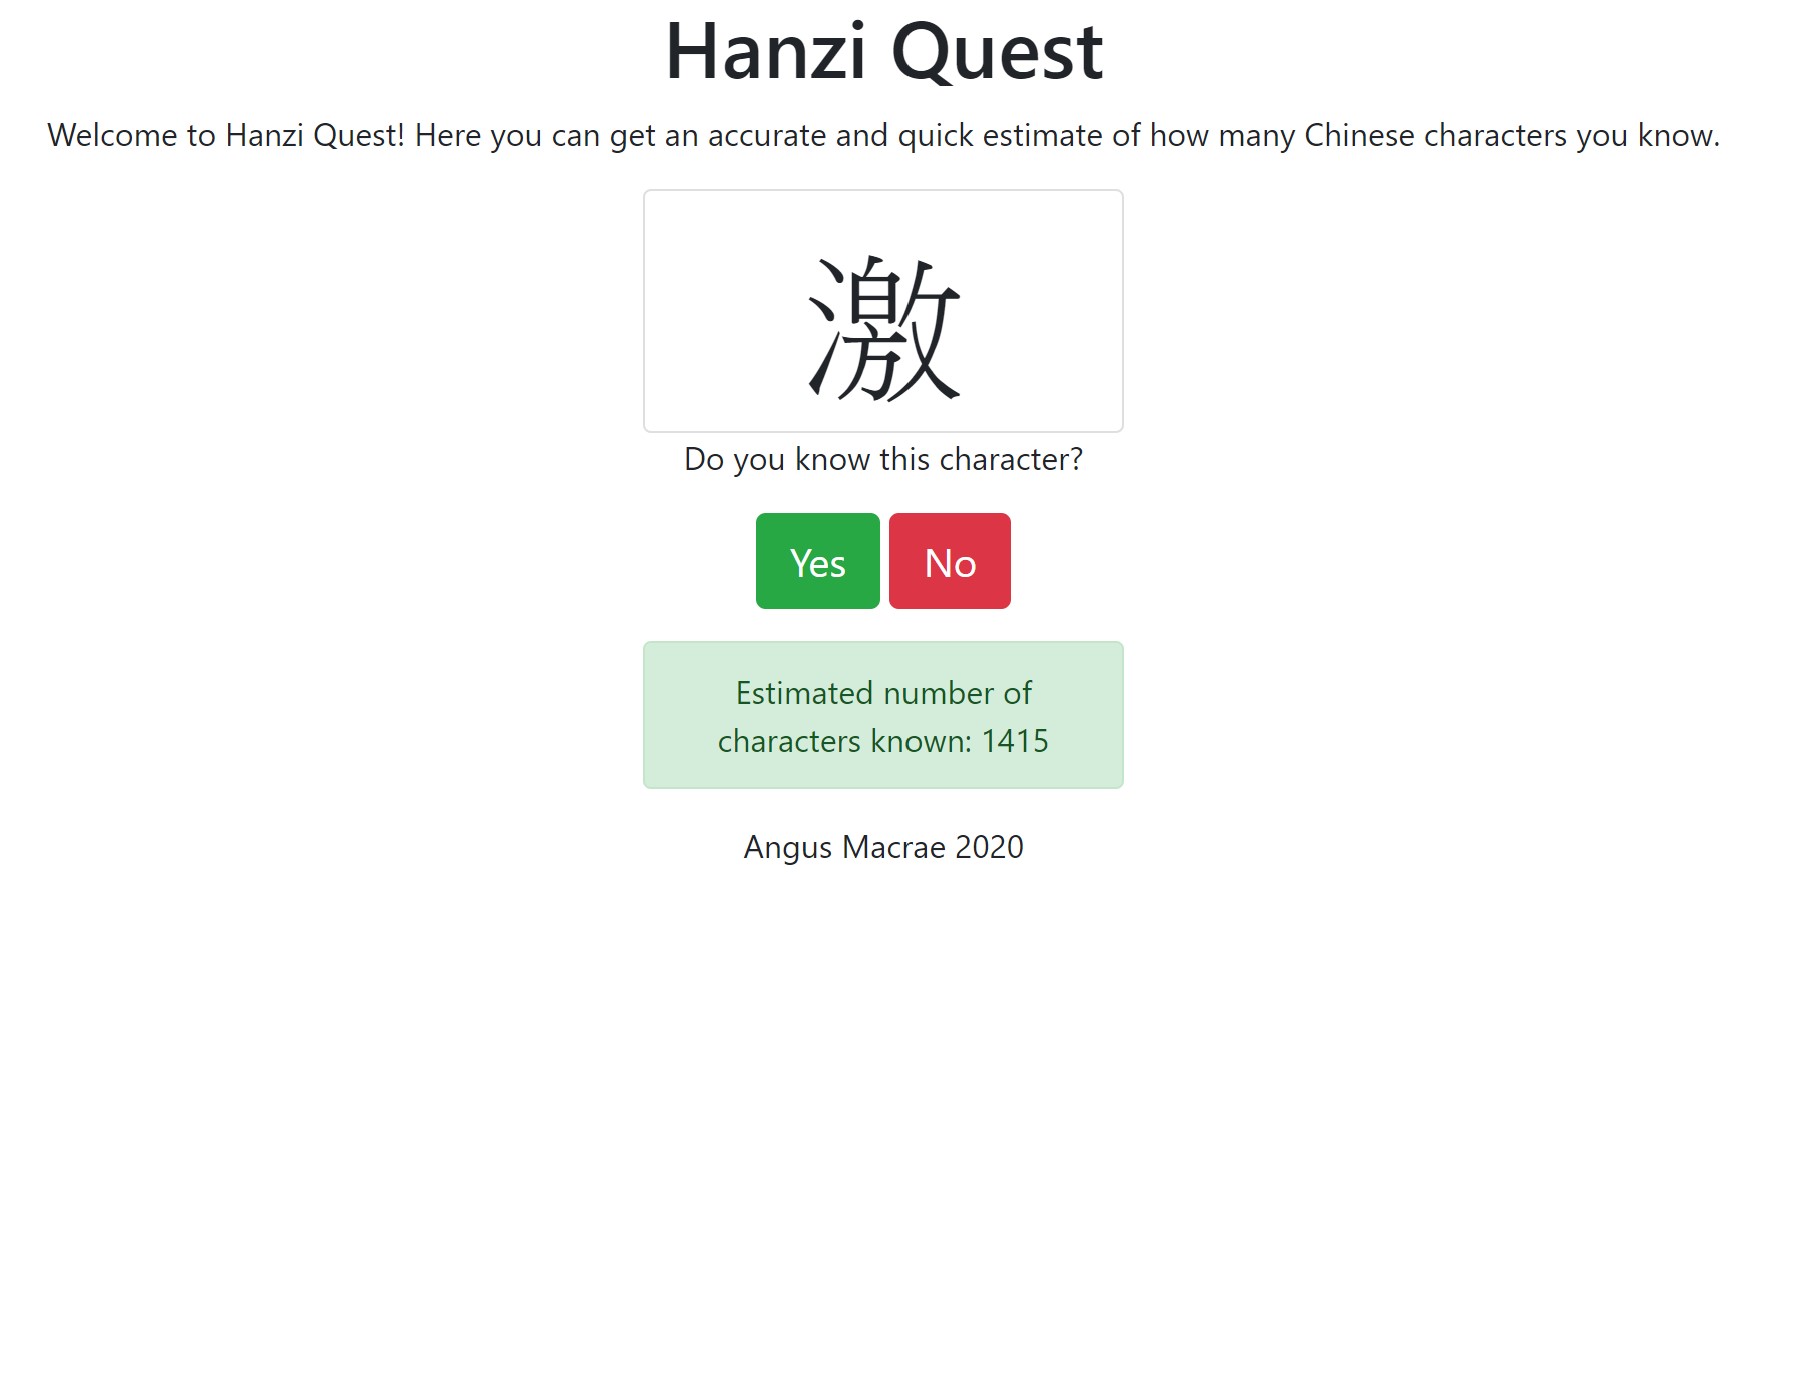 Hanzi Quest
Welcome to Hanzi Quest! Here you can get an accurate and quick estimate of how many Chinese characters you know.
激
Do you know this character?
Yes No
Estimated number of
characters known: 1415
Angus Macrae 2020